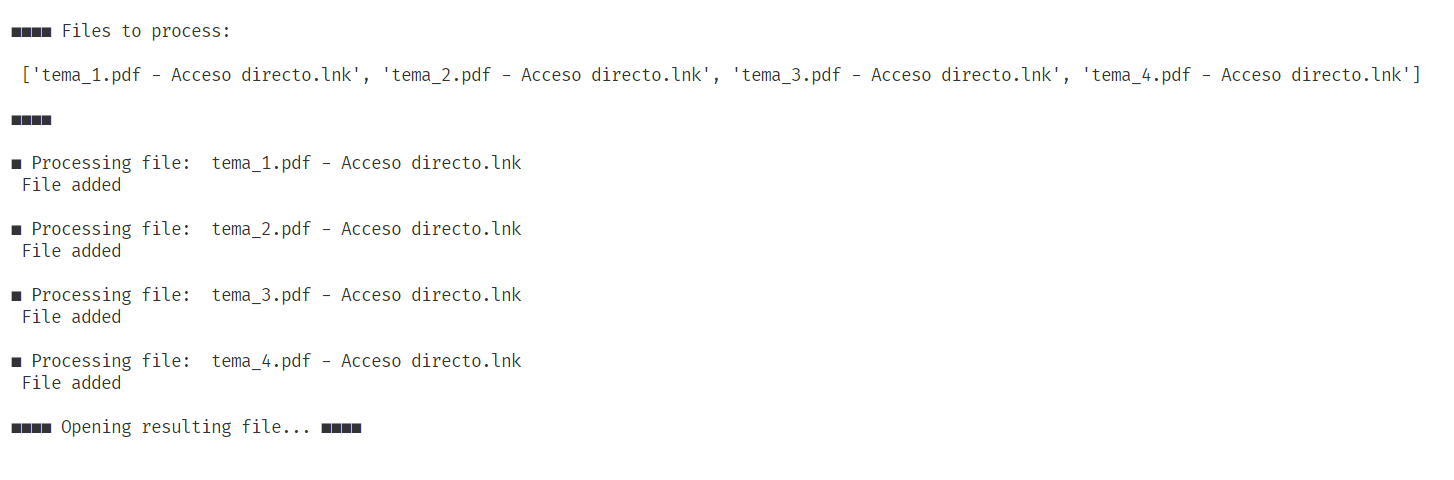 ■■■■ Files to process:
['tema_1.pdf - Acceso directo.lnk', 'tema_2.pdf - Acceso directo.lnk', 'tema_3.pdf - Acceso directo.lnk', 'tema_4.pdf - Acceso directo.lnk']
■■■■
■ Processing file:  tema_1.pdf - Acceso directo.lnk
File added
■ Processing file:  tema_2.pdf - Acceso directo.lnk
File added
■ Processing file:  tema_3.pdf - Acceso directo.lnk
File added
■ Processing file:  tema_4.pdf - Acceso directo.lnk
File added
■■■■ Opening resulting file... ■■■■